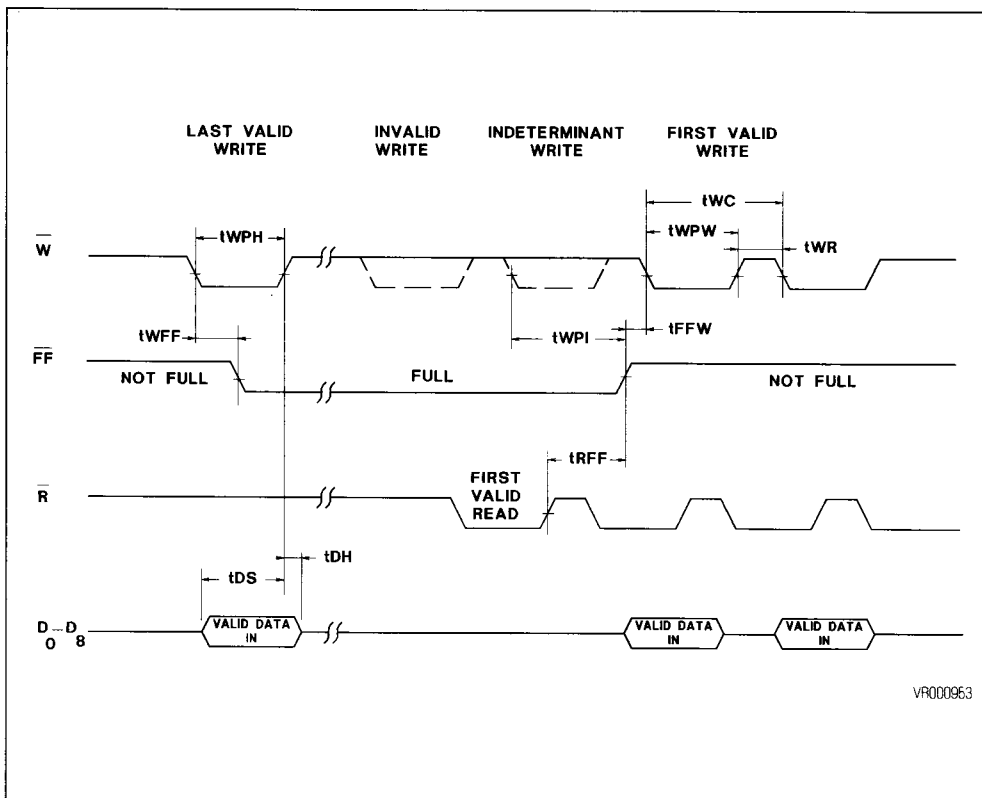 LAST VALID WRITE
INVALID WRITE
INDETERMINANT WRITE
FIRST VALID WRITE
tWC
tWPH
tWPW
tWR
W̅
tWFF
tWPI
tFFW
F̅F̅
NOT FULL
FULL
NOT FULL
tRFF
R̅
FIRST VALID READ
tDH
tDS
D0–D8
VALID DATA IN
VALID DATA IN
VALID DATA IN
VR000953